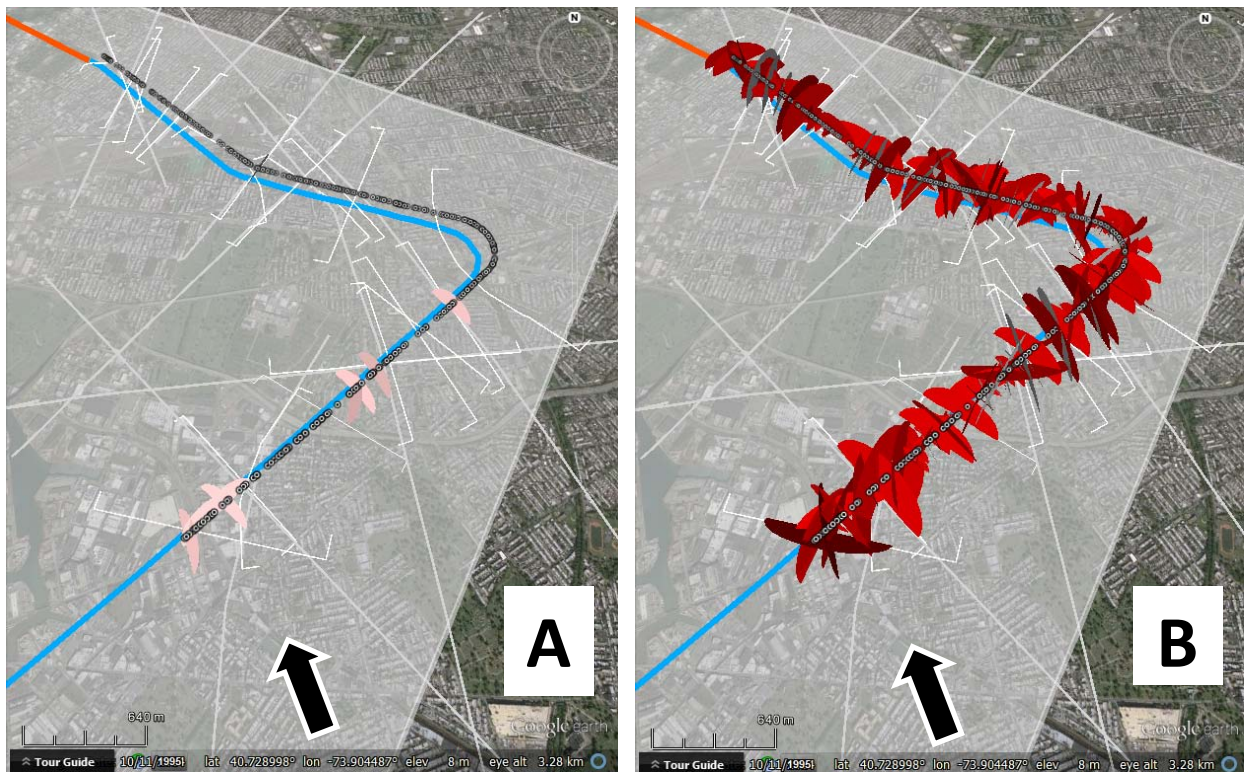 N
A
640 m
Google earth
Tour Guide
10/11/1995
lat 40.728998° lon -73.904487° elev 8 m eye alt 3.28 km
N
B
640 m
Google earth
Tour Guide
10/11/1995
lat 40.728998° lon -73.904487° elev 8 m eye alt 3.28 km